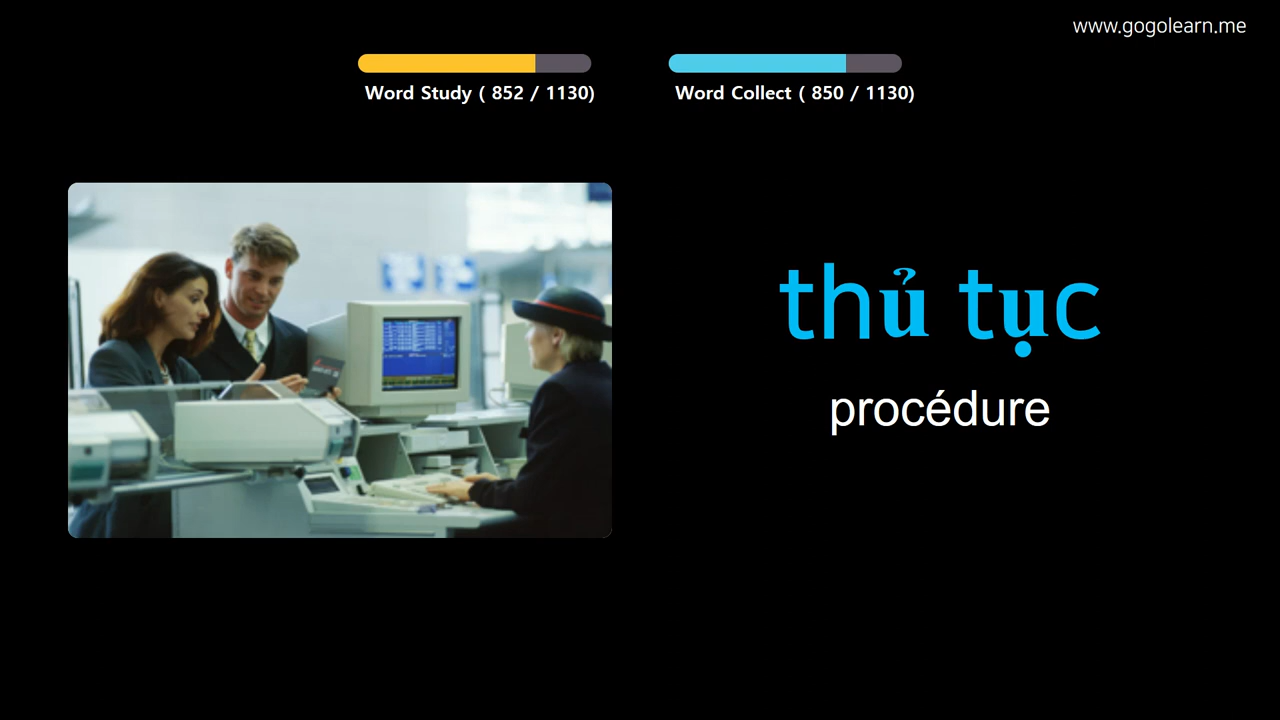 www.gogolearn.me
Word Study ( 852 / 1130)
Word Collect ( 850 / 1130)
thủ tục
procédure